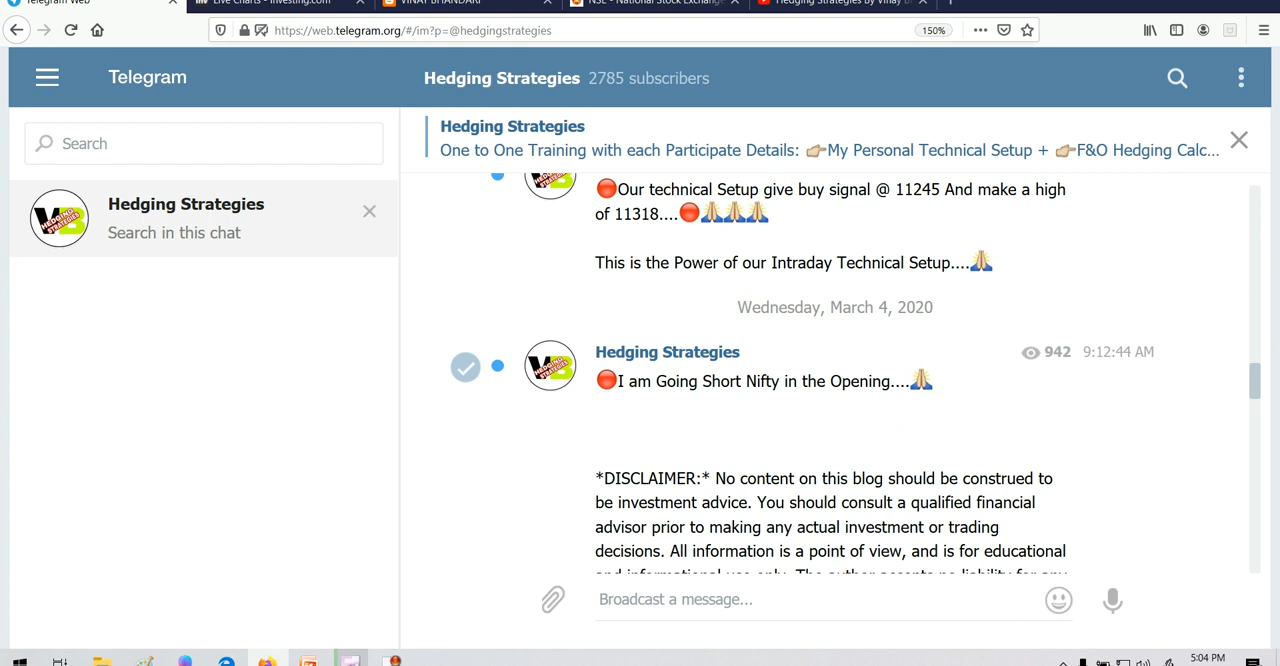 Telegram Web
Live Charts - Investing.com
VINAY BHANDARI
NSE - National Stock Exchange
Hedging Strategies By Vinay B
https://web.telegram.org/#/im?p=@hedgingstrategies
150%
Telegram
Hedging Strategies 2785 subscribers
Search
Hedging Strategies
One to One Training with each Participate Details: 👉My Personal Technical Setup + 👉F&O Hedging Calc...
Hedging Strategies
Search in this chat
🔴Our technical Setup give buy signal @ 11245 And make a high
of 11318....🔴🙏🙏🙏
This is the Power of our Intraday Technical Setup....🙏
Wednesday, March 4, 2020
Hedging Strategies 942 9:12:44 AM
🔴I am Going Short Nifty in the Opening....🙏
*DISCLAIMER:* No content on this blog should be construed to
be investment advice. You should consult a qualified financial
advisor prior to making any actual investment or trading
decisions. All information is a point of view, and is for educational
and informational use only. The author accepts no liability for any
Broadcast a message...
5:04 PM